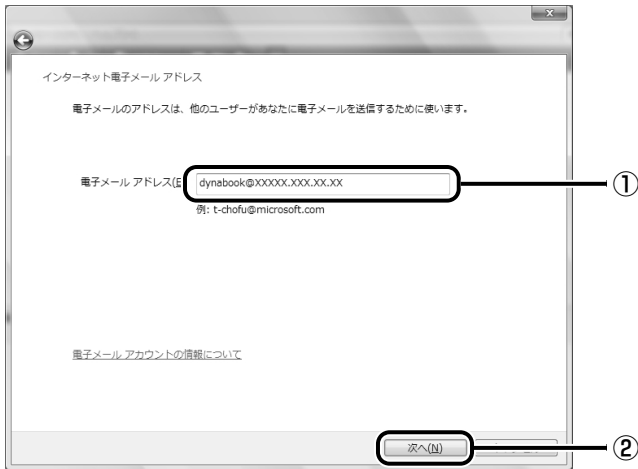 インターネット電子メール アドレス
電子メールのアドレスは、他のユーザーがあなたに電子メールを送信するために使います。
電子メール アドレス(E
dynabook@XXXXX.XXX.XX.XX
①
例: t-chofu@microsoft.com
電子メール アカウントの情報について
次へ(N)
②